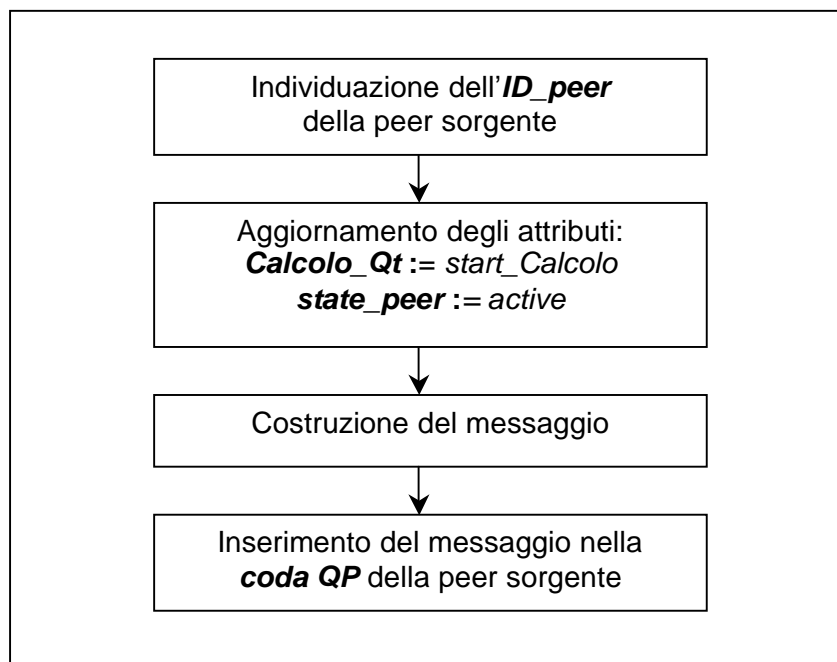 Individuazione dell'ID_peer
della peer sorgente
Aggiornamento degli attributi:
Calcolo_Qt := start_Calcolo
state_peer := active
Costruzione del messaggio
Inserimento del messaggio nella
coda QP della peer sorgente